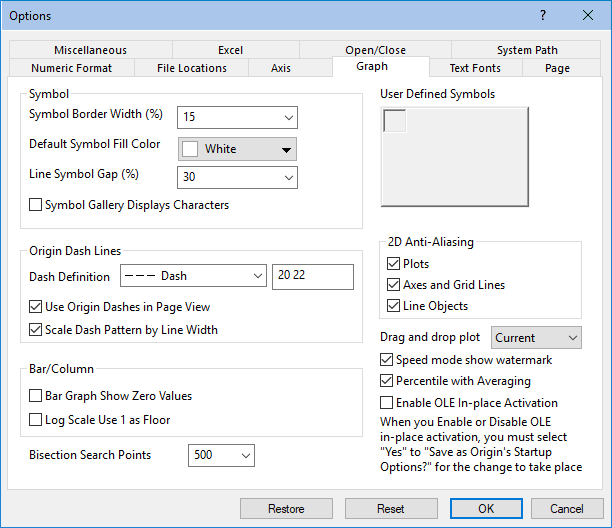 Options
?
Miscellaneous Excel Open/Close System Path
Numeric Format File Locations Axis Graph Text Fonts Page
Symbol
Symbol Border Width (%) 15
Default Symbol Fill Color White
Line Symbol Gap (%) 30
Symbol Gallery Displays Characters
Origin Dash Lines
Dash Definition Dash 20 22
Use Origin Dashes in Page View
Scale Dash Pattern by Line Width
Bar/Column
Bar Graph Show Zero Values
Log Scale Use 1 as Floor
Bisection Search Points 500
User Defined Symbols
2D Anti-Aliasing
Plots
Axes and Grid Lines
Line Objects
Drag and drop plot Current
Speed mode show watermark
Percentile with Averaging
Enable OLE In-place Activation
When you Enable or Disable OLE
in-place activation, you must select
"Yes" to "Save as Origin's Startup
Options?" for the change to take place
Restore Reset OK Cancel